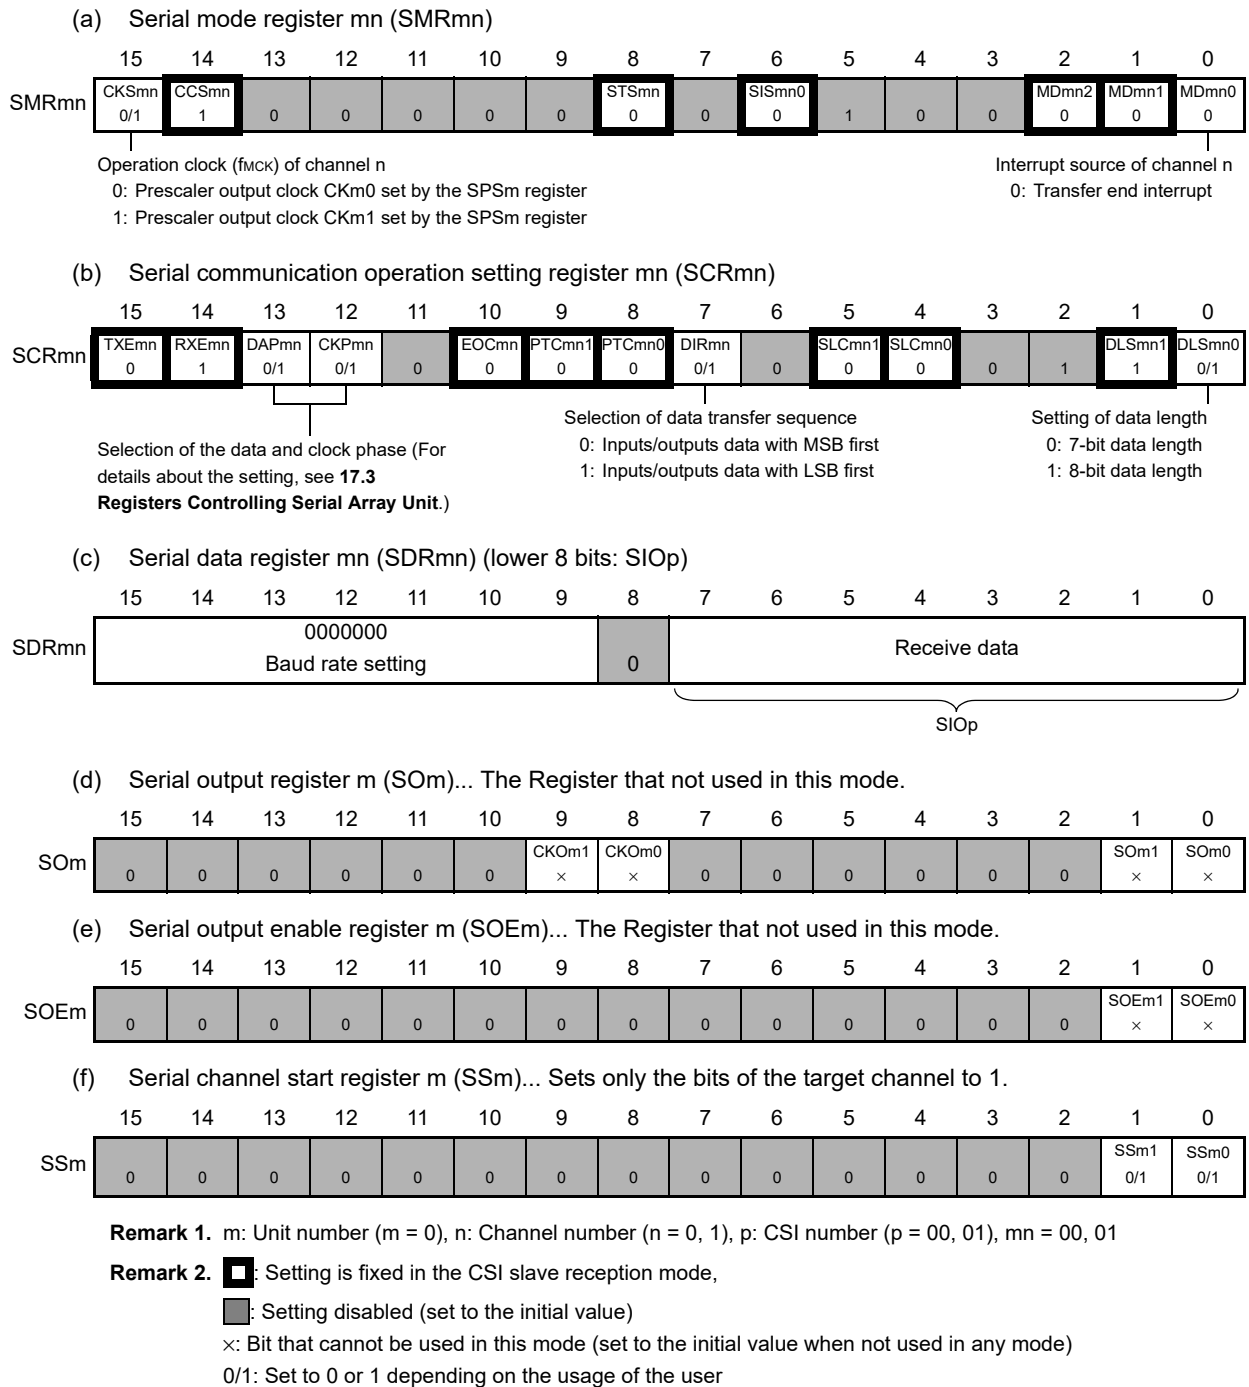 (a) Serial mode register mn (SMRmn)
15 14 13 12 11 10 9 8 7 6 5 4 3 2 1 0
CKSmn CCSmn STSmn SISmn0 MDmn2 MDmn1 MDmn0
SMRmn
0/1 1 0 0 0 0 0 0 0 0 1 0 0 0 0 0
Operation clock (fMCK) of channel n
0: Prescaler output clock CKm0 set by the SPSm register
1: Prescaler output clock CKm1 set by the SPSm register
Interrupt source of channel n
0: Transfer end interrupt
(b) Serial communication operation setting register mn (SCRmn)
15 14 13 12 11 10 9 8 7 6 5 4 3 2 1 0
TXEmn RXEmn DAPmn CKPmn EOCmn PTCmn1 PTCmn0 DIRmn SLCmn1 SLCmn0 DLSmn1 DLSmn0
SCRmn
0 1 0/1 0/1 0 0 0 0 0/1 0 0 0 0 1 1 0/1
Selection of the data and clock phase (For
details about the setting, see 17.3
Registers Controlling Serial Array Unit.)
Selection of data transfer sequence
0: Inputs/outputs data with MSB first
1: Inputs/outputs data with LSB first
Setting of data length
0: 7-bit data length
1: 8-bit data length
(c) Serial data register mn (SDRmn) (lower 8 bits: SIOp)
15 14 13 12 11 10 9 8 7 6 5 4 3 2 1 0
SDRmn
0000000
Baud rate setting
0
Receive data
SIOp
(d) Serial output register m (SOm)... The Register that not used in this mode.
15 14 13 12 11 10 9 8 7 6 5 4 3 2 1 0
CKOm1 CKOm0 SOm1 SOm0
SOm
0 0 0 0 0 0 × × 0 0 0 0 0 0 × ×
(e) Serial output enable register m (SOEm)... The Register that not used in this mode.
15 14 13 12 11 10 9 8 7 6 5 4 3 2 1 0
SOEm1 SOEm0
SOEm
0 0 0 0 0 0 0 0 0 0 0 0 0 0 × ×
(f) Serial channel start register m (SSm)... Sets only the bits of the target channel to 1.
15 14 13 12 11 10 9 8 7 6 5 4 3 2 1 0
SSm1 SSm0
SSm
0 0 0 0 0 0 0 0 0 0 0 0 0 0 0/1 0/1
Remark 1. m: Unit number (m = 0), n: Channel number (n = 0, 1), p: CSI number (p = 00, 01), mn = 00, 01
Remark 2. : Setting is fixed in the CSI slave reception mode,
: Setting disabled (set to the initial value)
×: Bit that cannot be used in this mode (set to the initial value when not used in any mode)
0/1: Set to 0 or 1 depending on the usage of the user